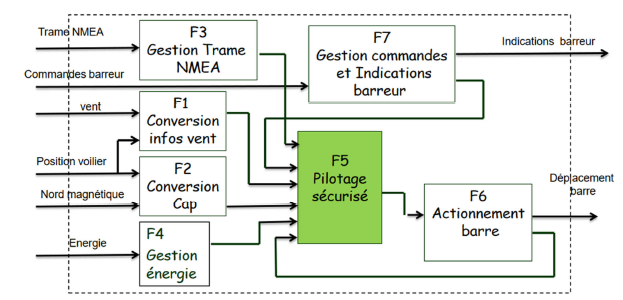 Trame NMEA
F3
Gestion Trame
NMEA
F7
Gestion commandes
et Indications
barreur
Indications barreur
Commandes barreur
vent
F1
Conversion
infos vent
Position voilier
F2
Conversion
Cap
Nord magnétique
F5
Pilotage
sécurisé
F6
Actionnement
barre
Déplacement
barre
Energie
F4
Gestion
énergie